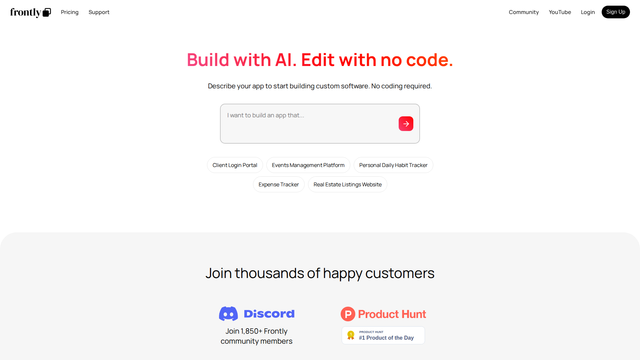 frontly
Pricing
Support
Community
YouTube
Login
Sign Up
Build with AI. Edit with no code.
Describe your app to start building custom software. No coding required.
I want to build an app that...
Client Login Portal
Events Management Platform
Personal Daily Habit Tracker
Expense Tracker
Real Estate Listings Website
Join thousands of happy customers
Discord
Join 1,850+ Frontly
community members
Product Hunt
PRODUCT HUNT
#1 Product of the Day